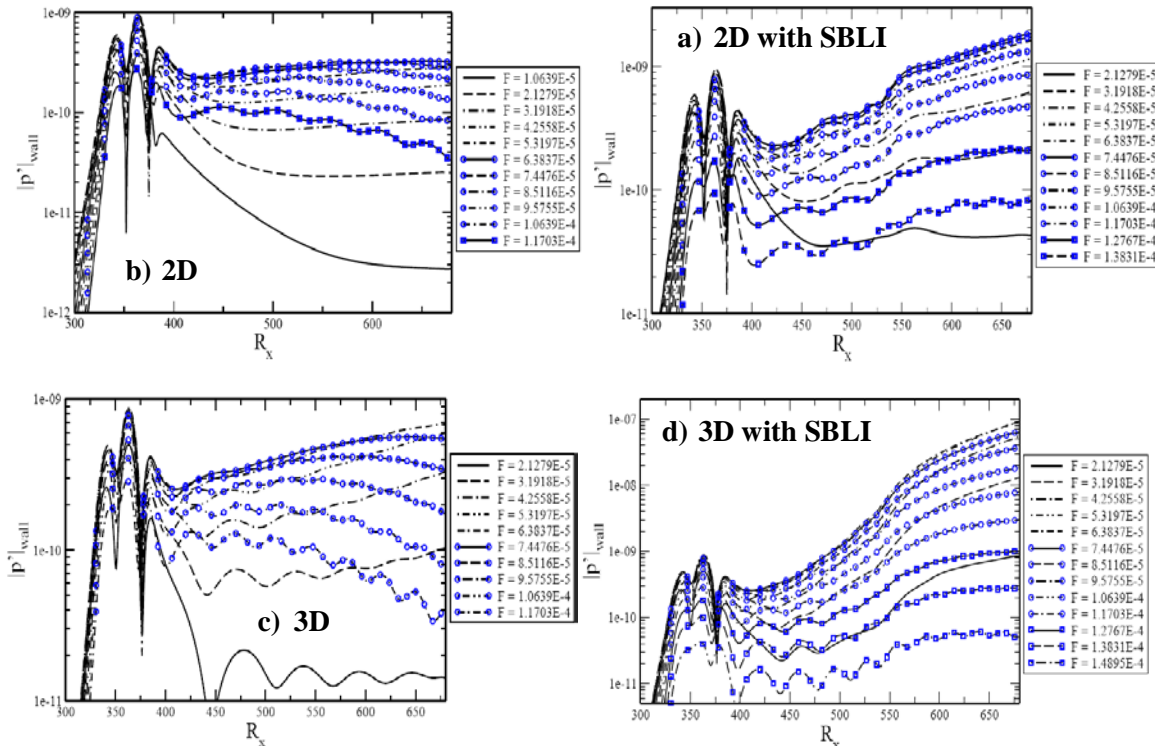 1e-09
1e-10
1e-11
1e-12
|p'|wall
300
400
500
600
R_x
b) 2D
F = 1.0639E-5
F = 2.1279E-5
F = 3.1918E-5
F = 4.2558E-5
F = 5.3197E-5
F = 6.3837E-5
F = 7.4476E-5
F = 8.5116E-5
F = 9.5755E-5
F = 1.0639E-4
F = 1.1703E-4
a) 2D with SBLI
1e-09
1e-10
1e-11
|p'|wall
300
350
400
450
500
550
600
650
R_x
F = 2.1279E-5
F = 3.1918E-5
F = 4.2558E-5
F = 5.3197E-5
F = 6.3837E-5
F = 7.4476E-5
F = 8.5116E-5
F = 9.5755E-5
F = 1.0639E-4
F = 1.1703E-4
F = 1.2767E-4
F = 1.3831E-4
1e-09
1e-10
1e-11
|p'|wall
300
350
400
450
500
550
600
650
R_x
c) 3D
F = 2.1279E-5
F = 3.1918E-5
F = 4.2558E-5
F = 5.3197E-5
F = 6.3837E-5
F = 7.4476E-5
F = 8.5116E-5
F = 9.5755E-5
F = 1.0639E-4
F = 1.1703E-4
d) 3D with SBLI
1e-07
1e-08
1e-09
1e-10
1e-11
|p'|wall
300
350
400
450
500
550
600
650
R_x
F = 2.1279E-5
F = 3.1918E-5
F = 4.2558E-5
F = 5.3197E-5
F = 6.3837E-5
F = 7.4476E-5
F = 8.5116E-5
F = 9.5755E-5
F = 1.0639E-4
F = 1.1703E-4
F = 1.2767E-4
F = 1.3831E-4
F = 1.4895E-4